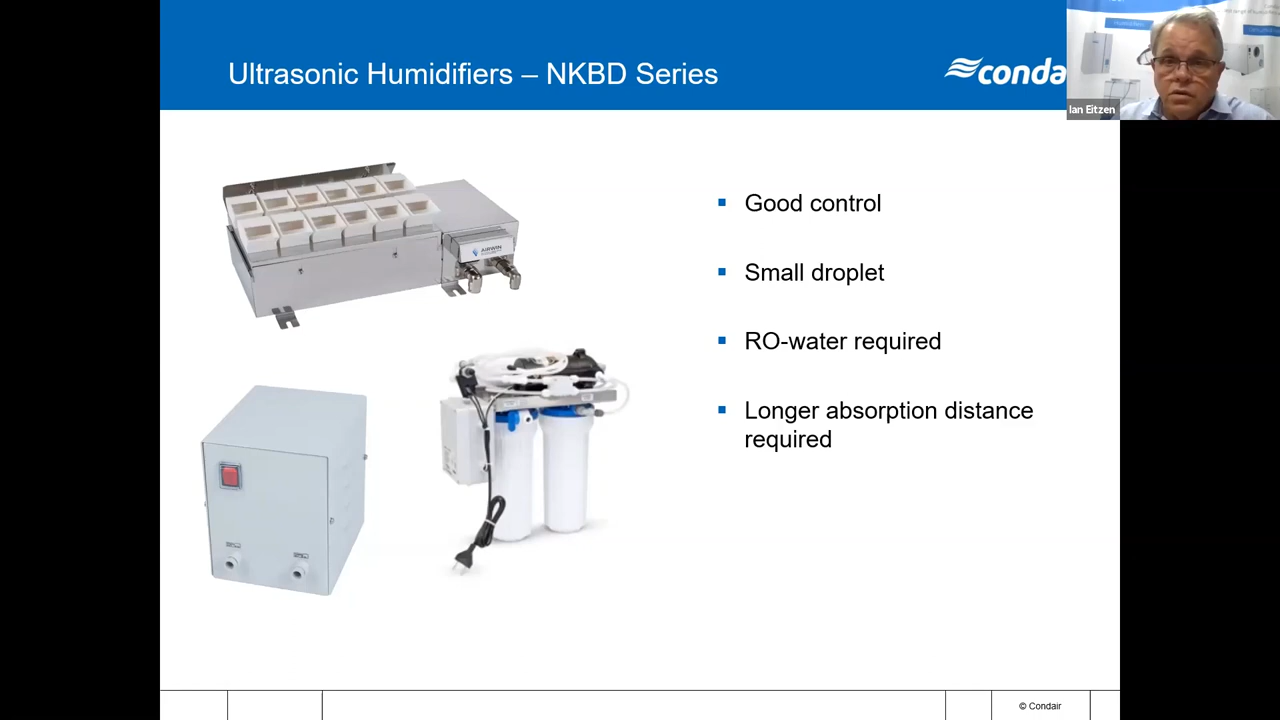 Ultrasonic Humidifiers – NKBD Series
conda
Ian Eitzen
Good control
Small droplet
RO-water required
Longer absorption distance
required
AIRWIN
© Condair